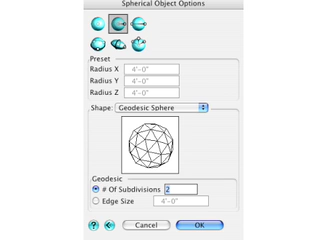 Spherical Object Options
Preset
Radius X 4'-0"
Radius Y 4'-0"
Radius Z 4'-0"
Shape: Geodesic Sphere
Geodesic
# Of Subdivisions 2
Edge Size 4'-0"
? Cancel OK